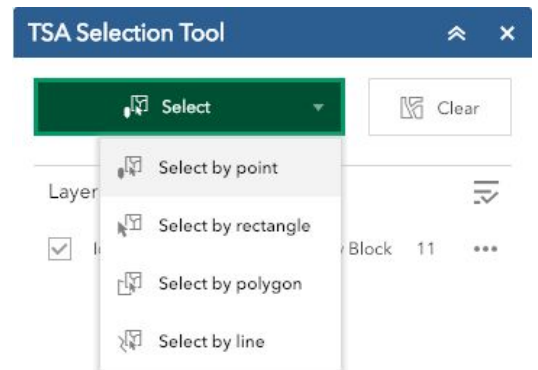 TSA Selection Tool
Select
Clear
Select by point
Layer
Select by rectangle
Block 11
Select by polygon
Select by line